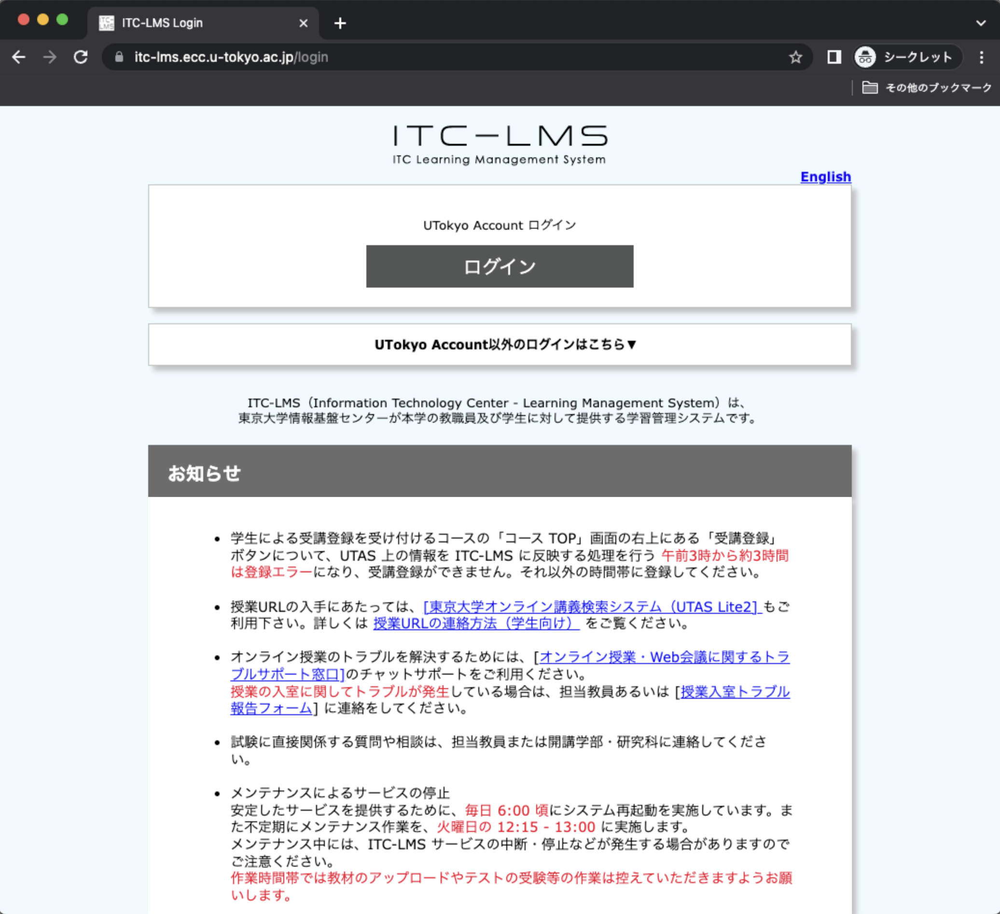 ITC-LMS Login
itc-lms.ecc.u-tokyo.ac.jp/login
シークレット
その他のブックマーク
ITC-LMS
ITC Learning Management System
English
UTokyo Account ログイン
ログイン
UTokyo Account以外のログインはこちら▼
ITC-LMS（Information Technology Center - Learning Management System）は、
東京大学情報基盤センターが本学の教職員及び学生に対して提供する学習管理システムです。
お知らせ
• 学生による受講登録を受け付けるコースの「コース TOP」画面の右上にある「受講登録」
ボタンについて、UTAS 上の情報を ITC-LMS に反映する処理を行う 午前3時から約3時間
は登録エラーになり、受講登録ができません。それ以外の時間帯に登録してください。
• 授業URLの入手にあたっては、[東京大学オンライン講義検索システム（UTAS Lite2] もご
利用下さい。詳しくは 授業URLの連絡方法（学生向け） をご覧ください。
• オンライン授業のトラブルを解決するためには、[オンライン授業・Web会議に関するトラ
ブルサポート窓口]のチャットサポートをご利用ください。
授業の入室に関してトラブルが発生している場合は、担当教員あるいは [授業入室トラブル
報告フォーム] に連絡をしてください。
• 試験に直接関係する質問や相談は、担当教員または開講学部・研究科に連絡してくださ
い。
• メンテナンスによるサービスの停止
安定したサービスを提供するために、毎日 6:00 頃にシステム再起動を実施しています。ま
た不定期にメンテナンス作業を、火曜日の 12:15 - 13:00 に実施します。
メンテナンス中には、ITC-LMS サービスの中断・停止などが発生する場合がありますので
ご注意ください。
作業時間帯では教材のアップロードやテストの受験等の作業は控えていただきますようお願
いします。